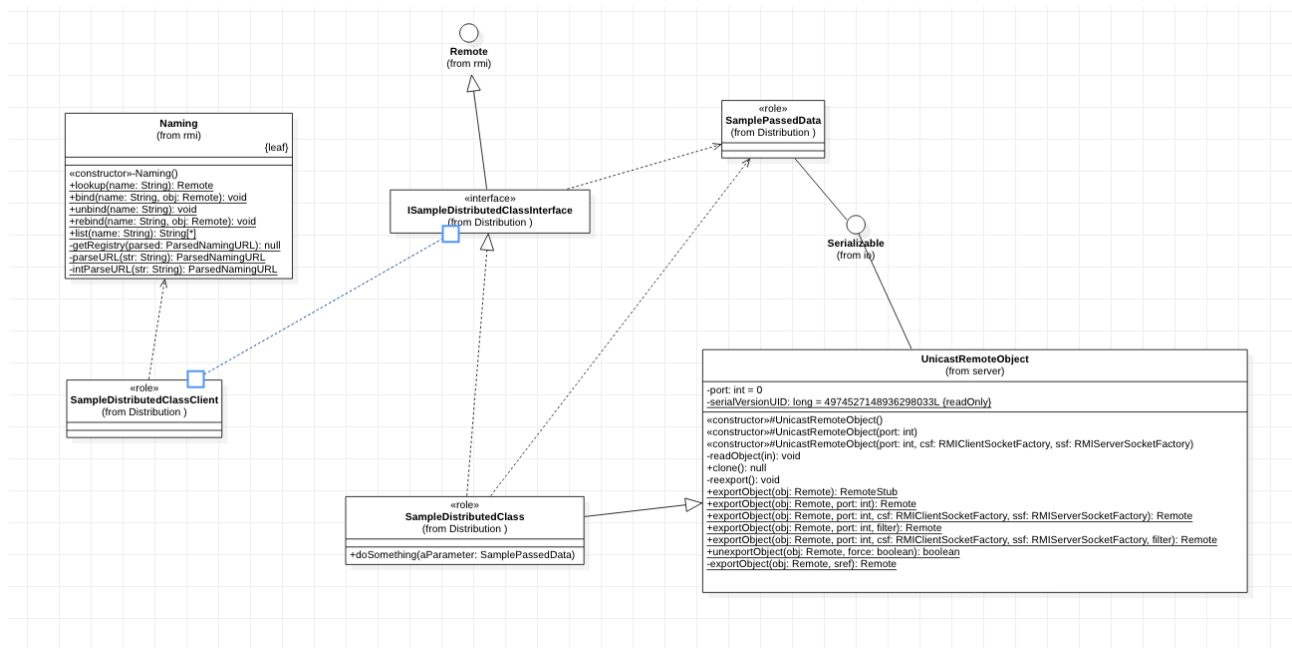 Remote
(from rmi)
Naming
(from rmi)
{leaf}
«constructor»-Naming()
+lookup(name: String): Remote
+bind(name: String, obj: Remote): void
+unbind(name: String): void
+rebind(name: String, obj: Remote): void
+list(name: String): String[*]
-getRegistry(parsed: ParsedNamingURL): null
-parseURL(str: String): ParsedNamingURL
-intParseURL(str: String): ParsedNamingURL
«role»
SamplePassedData
(from Distribution )
«interface»
ISampleDistributedClassInterface
(from Distribution )
Serializable
(from io)
«role»
SampleDistributedClassClient
(from Distribution )
UnicastRemoteObject
(from server)
-port: int = 0
-serialVersionUID: long = 4974527148936298033L {readOnly}
«constructor»#UnicastRemoteObject()
«constructor»#UnicastRemoteObject(port: int)
«constructor»#UnicastRemoteObject(port: int, csf: RMIClientSocketFactory, ssf: RMIServerSocketFactory)
-readObject(in): void
+clone(): null
-reexport(): void
+exportObject(obj: Remote): RemoteStub
+exportObject(obj: Remote, port: int): Remote
+exportObject(obj: Remote, port: int, csf: RMIClientSocketFactory, ssf: RMIServerSocketFactory): Remote
+exportObject(obj: Remote, port: int, filter): Remote
+exportObject(obj: Remote, port: int, csf: RMIClientSocketFactory, ssf: RMIServerSocketFactory, filter): Remote
+unexportObject(obj: Remote, force: boolean): boolean
-exportObject(obj: Remote, sref): Remote
«role»
SampleDistributedClass
(from Distribution )
+doSomething(aParameter: SamplePassedData)